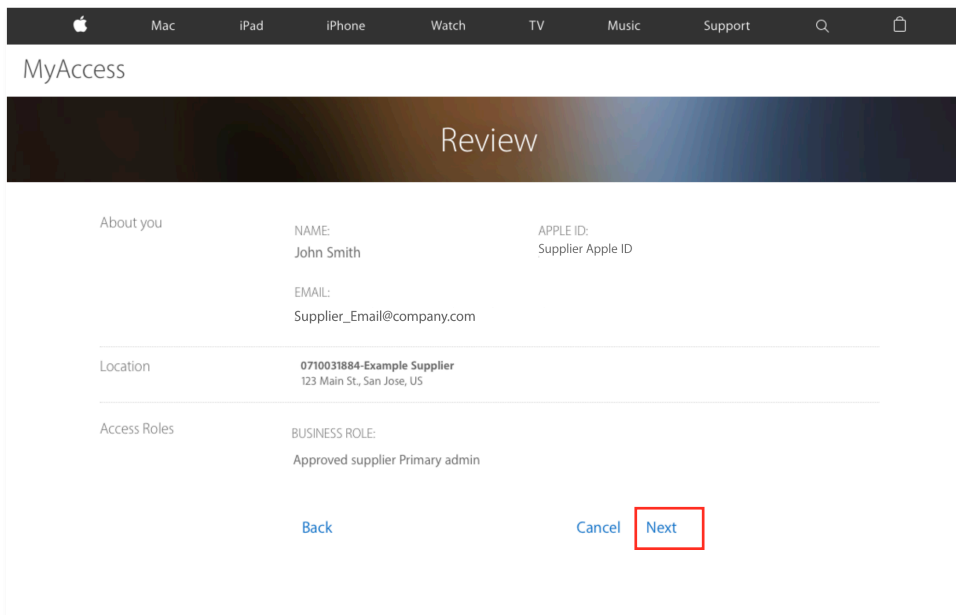 Mac iPad iPhone Watch TV Music Support
MyAccess
Review
About you
NAME:
John Smith
APPLE ID:
Supplier Apple ID
EMAIL:
Supplier_Email@company.com
Location
0710031884-Example Supplier
123 Main St., San Jose, US
Access Roles
BUSINESS ROLE:
Approved supplier Primary admin
Back Cancel Next